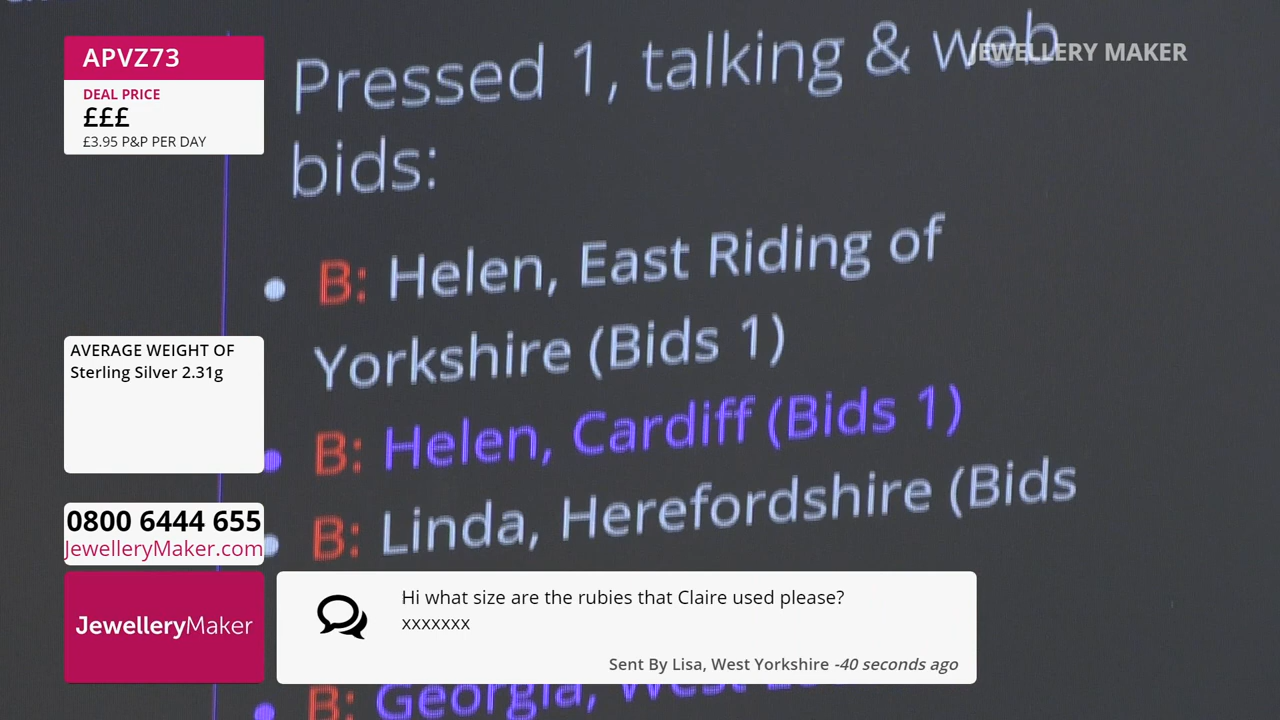 APVZ73
DEAL PRICE
£££
£3.95 P&P PER DAY
JEWELLERY MAKER
Pressed 1, talking & web
bids:
B: Helen, East Riding of
Yorkshire (Bids 1)
B: Helen, Cardiff (Bids 1)
B: Linda, Herefordshire (Bids
AVERAGE WEIGHT OF
Sterling Silver 2.31g
0800 6444 655
JewelleryMaker.com
JewelleryMaker
Hi what size are the rubies that Claire used please?
xxxxxxx
Sent By Lisa, West Yorkshire -40 seconds ago
B: Georgia, West